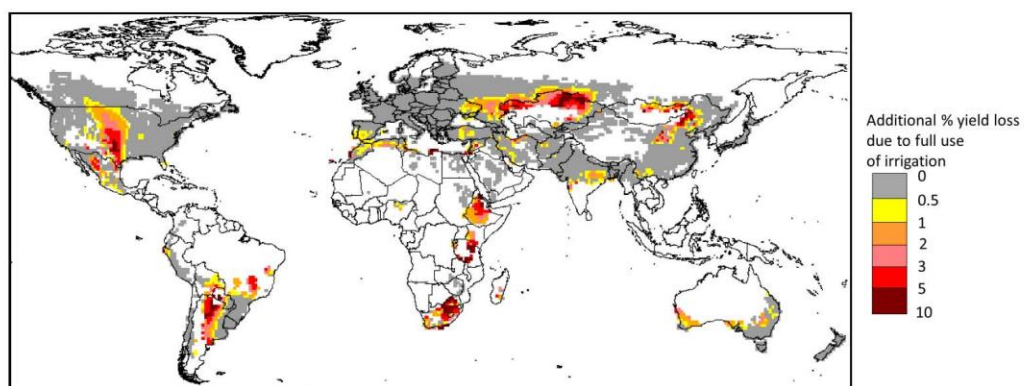 Additional % yield loss
due to full use
of irrigation
0
0.5
1
2
3
5
10